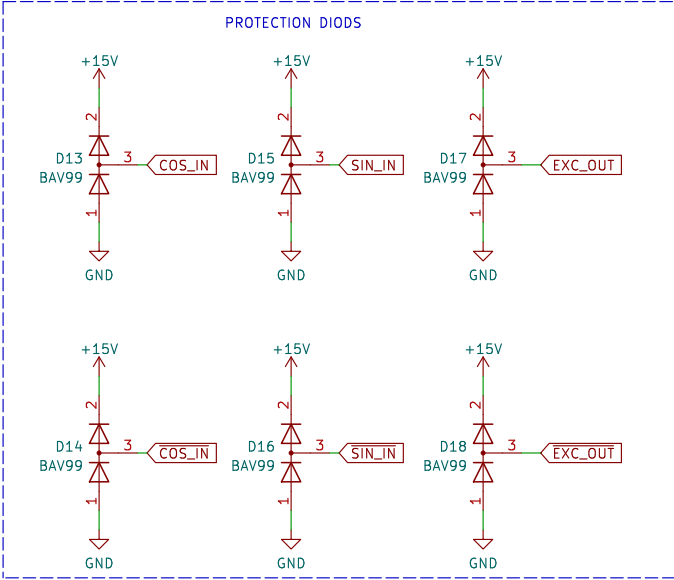 PROTECTION DIODS
+15V +15V +15V
2 2 2
D13 3 COS_IN D15 3 SIN_IN D17 3 EXC_OUT
BAV99 BAV99 BAV99
1 1 1
GND GND GND
+15V +15V +15V
2 2 2
D14 3 COS_IN D16 3 SIN_IN D18 3 EXC_OUT
BAV99 BAV99 BAV99
1 1 1
GND GND GND